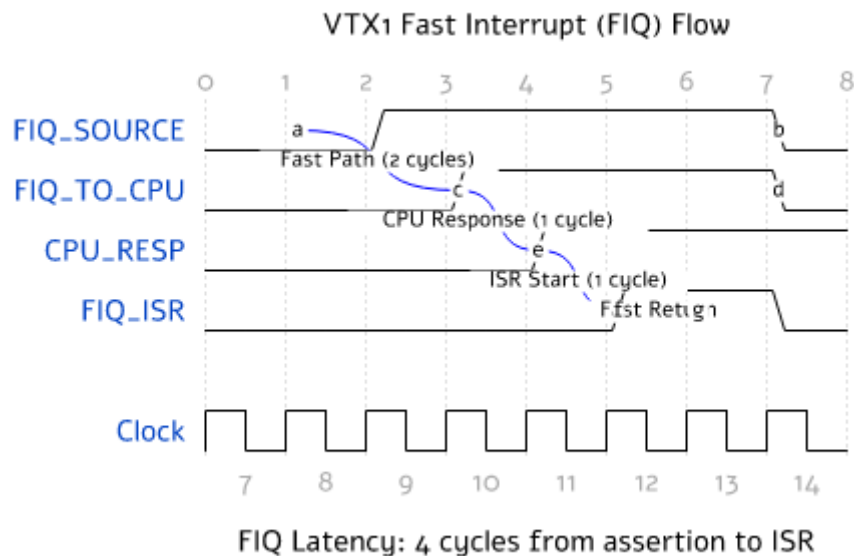 VTX1 Fast Interrupt (FIQ) Flow
0 1 2 3 4 5 6 7 8
FIQ_SOURCE a b
Fast Path (2 cycles)
FIQ_TO_CPU c d
CPU Response (1 cycle)
CPU_RESP e
ISR Start (1 cycle)
FIQ_ISR Fast Return
Clock
7 8 9 10 11 12 13 14
FIQ Latency: 4 cycles from assertion to ISR